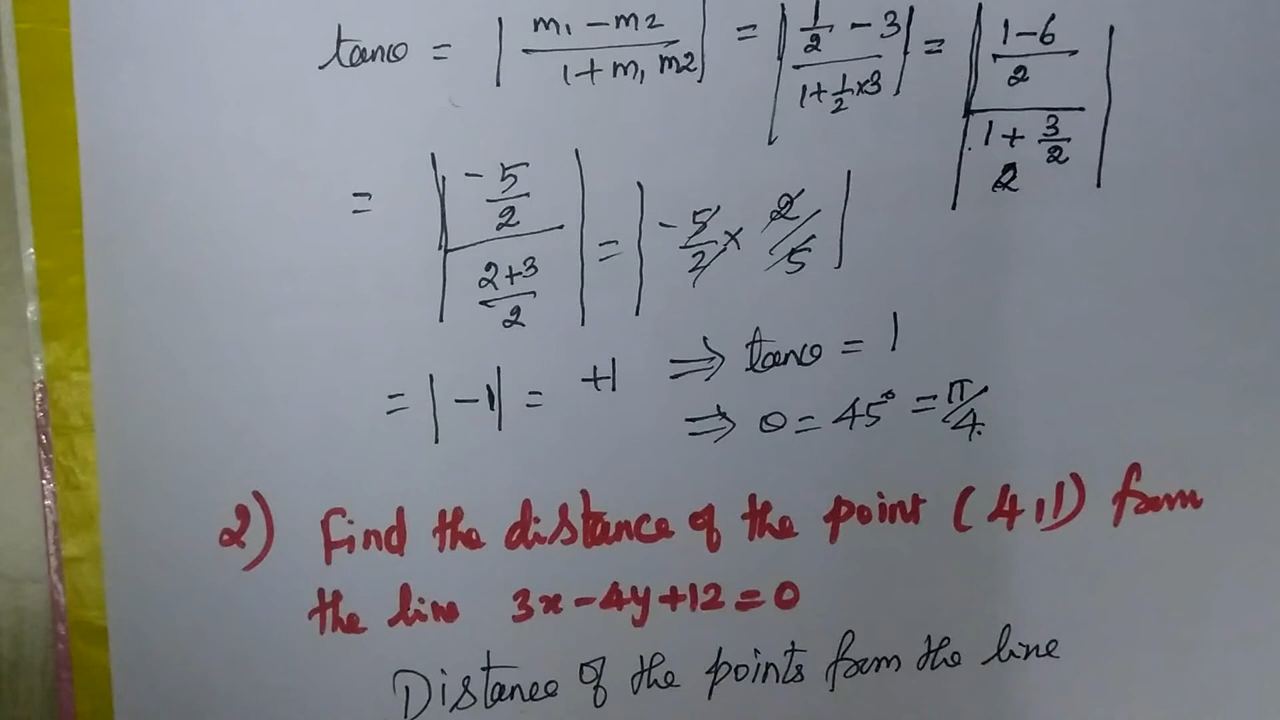 tanθ = | m₁ - m₂ / 1 + m₁ m₂ | = | 1/2 - 3 / 1 + 1/2 × 3 | = | 1-6 / 2 / 1 + 3/2 2 |
= | -5/2 / 2+3/2 | = | -5/2 × 2/5 |
= | -1 | = +1 ⇒ tanθ = 1
⇒ θ = 45° = π/4.
2) Find the distance of the point (4,1) from
the line 3x-4y+12=0
Distance of the points from the line